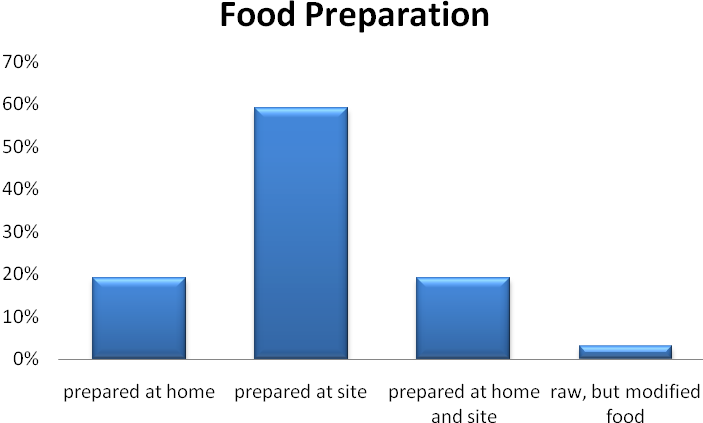 Food Preparation
70%
60%
50%
40%
30%
20%
10%
0%
prepared at home
prepared at site
prepared at home
and site
raw, but modified
food